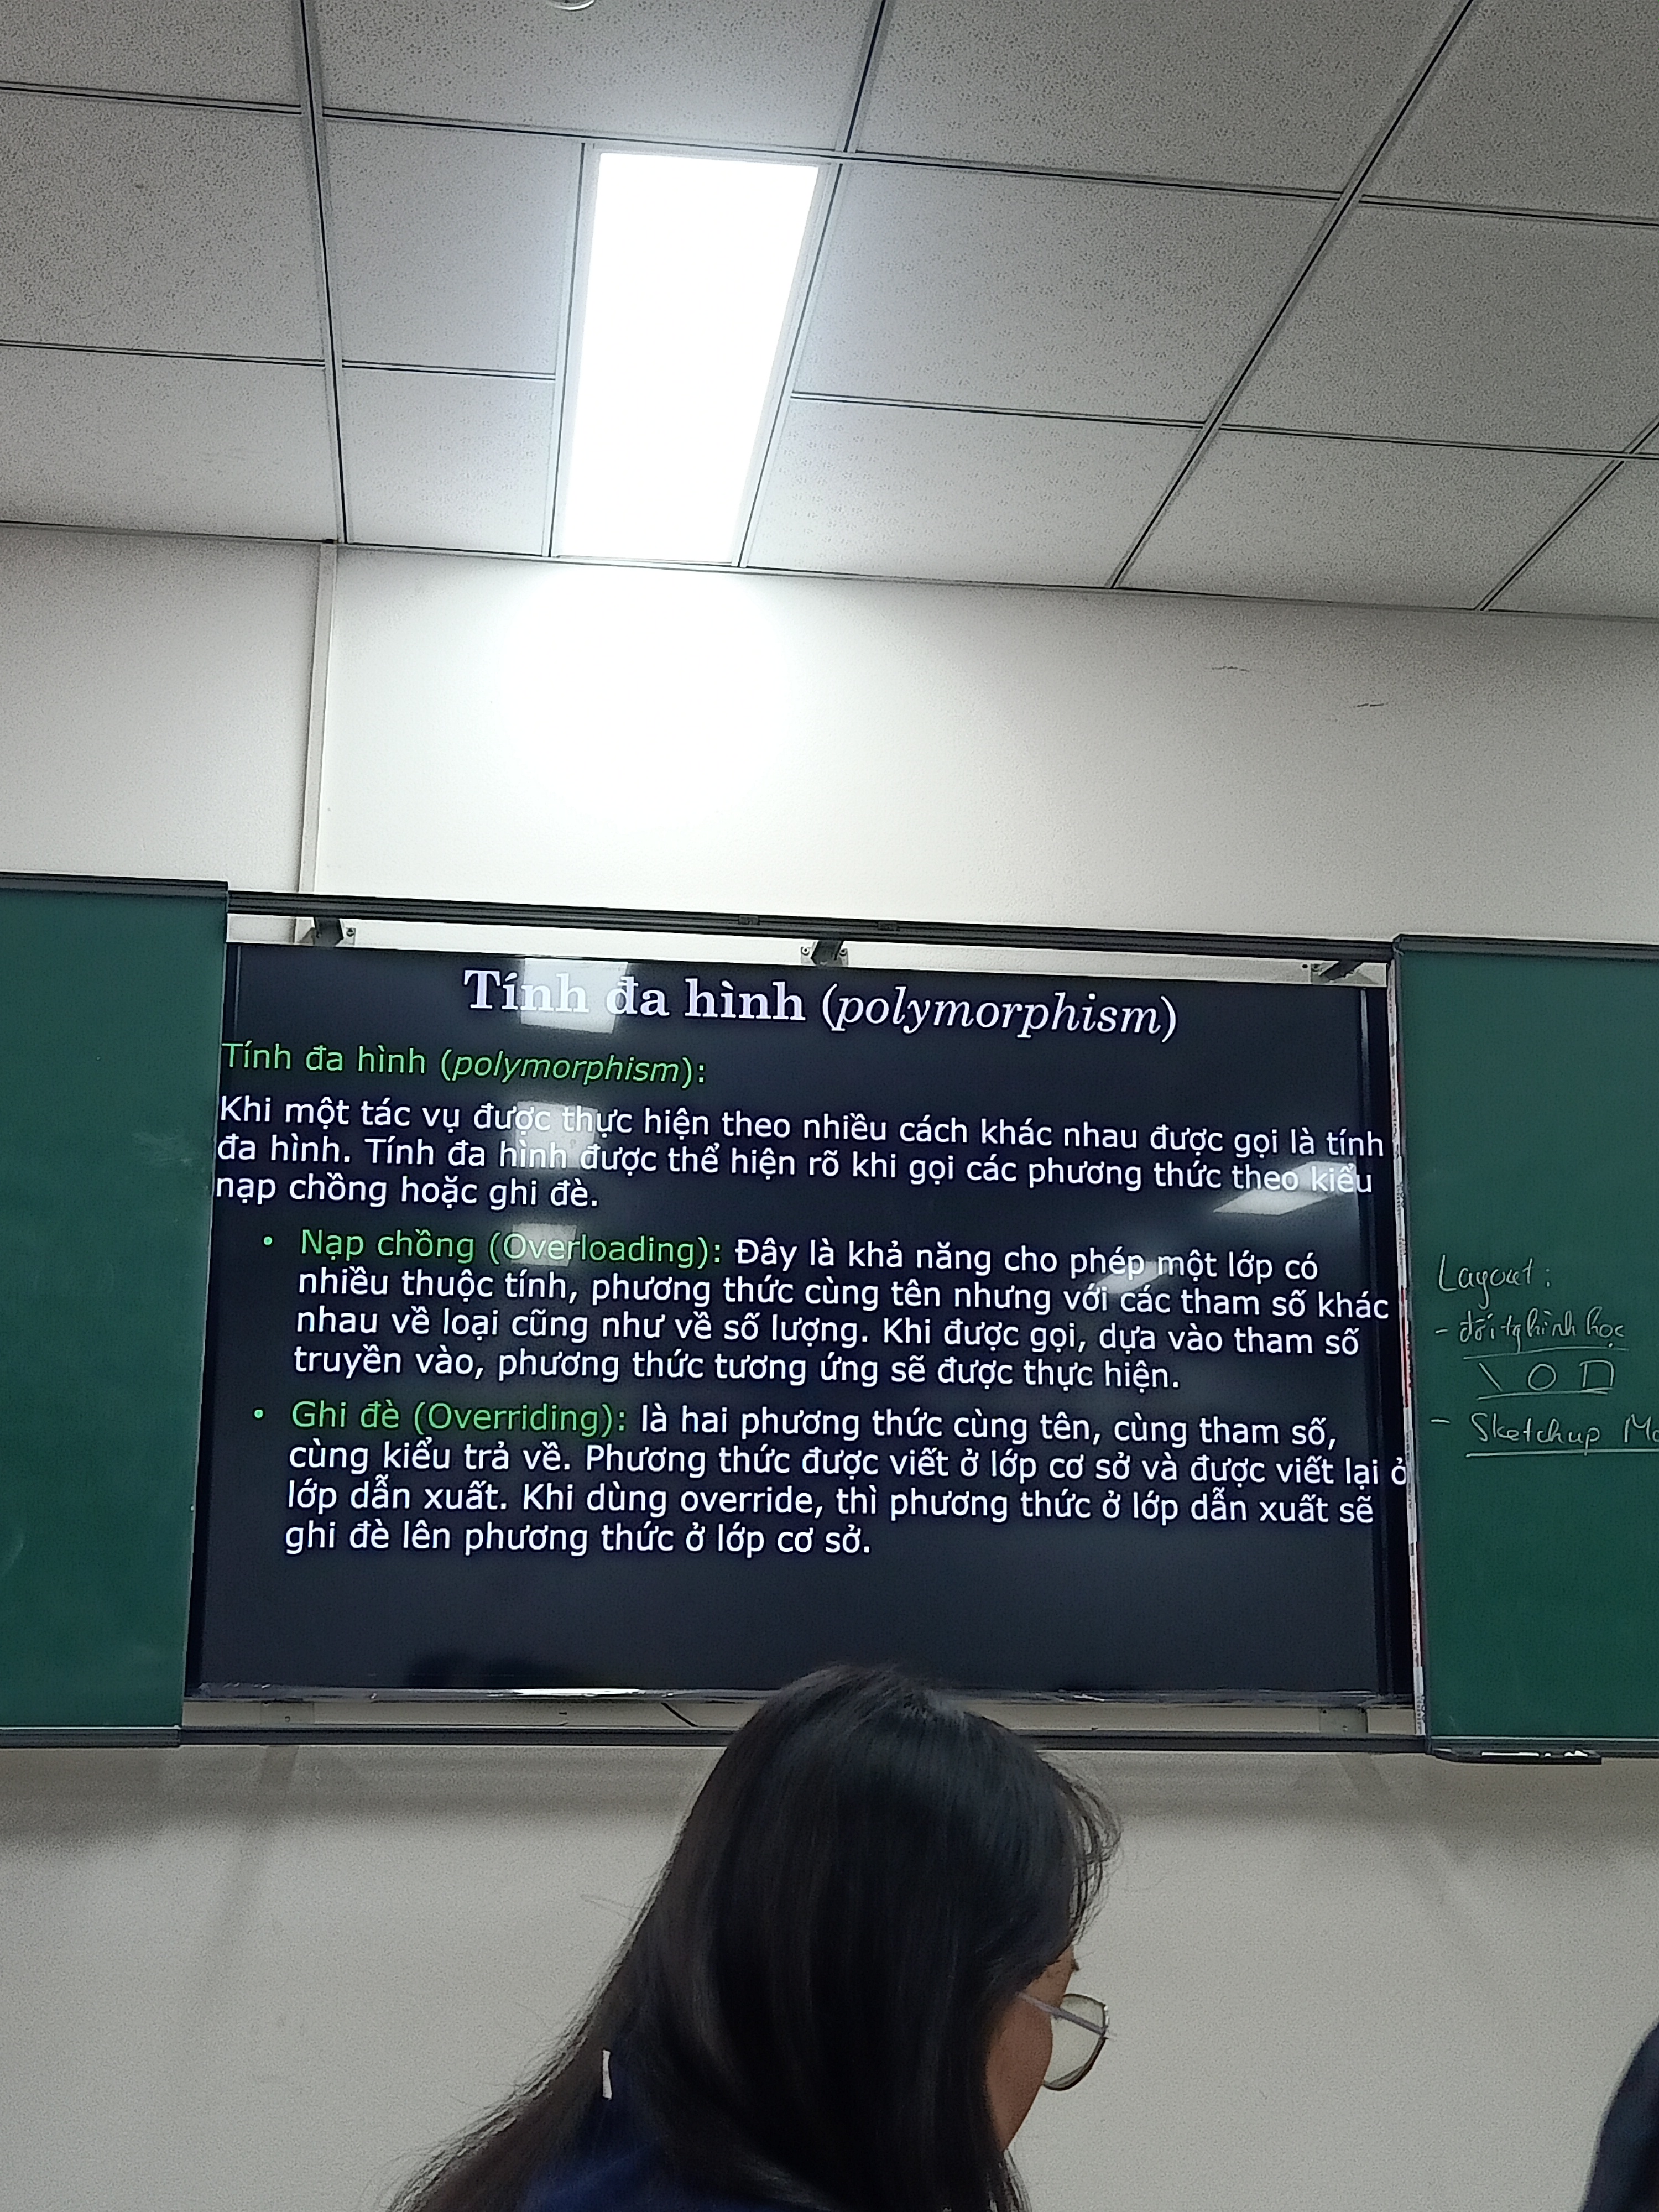 Tính đa hình (polymorphism)
Tính đa hình (polymorphism):
Khi một tác vụ được thực hiện theo nhiều cách khác nhau được gọi là tính
đa hình. Tính đa hình được thể hiện rõ khi gọi các phương thức theo kiểu
nạp chồng hoặc ghi đè.
• Nạp chồng (Overloading): Đây là khả năng cho phép một lớp có
nhiều thuộc tính, phương thức cùng tên nhưng với các tham số khác
nhau về loại cũng như về số lượng. Khi được gọi, dựa vào tham số
truyền vào, phương thức tương ứng sẽ được thực hiện.
• Ghi đè (Overriding): là hai phương thức cùng tên, cùng tham số,
cùng kiểu trả về. Phương thức được viết ở lớp cơ sở và được viết lại ở
lớp dẫn xuất. Khi dùng override, thì phương thức ở lớp dẫn xuất sẽ
ghi đè lên phương thức ở lớp cơ sở.
Layout:
- đối tg hình học
- Sketchup